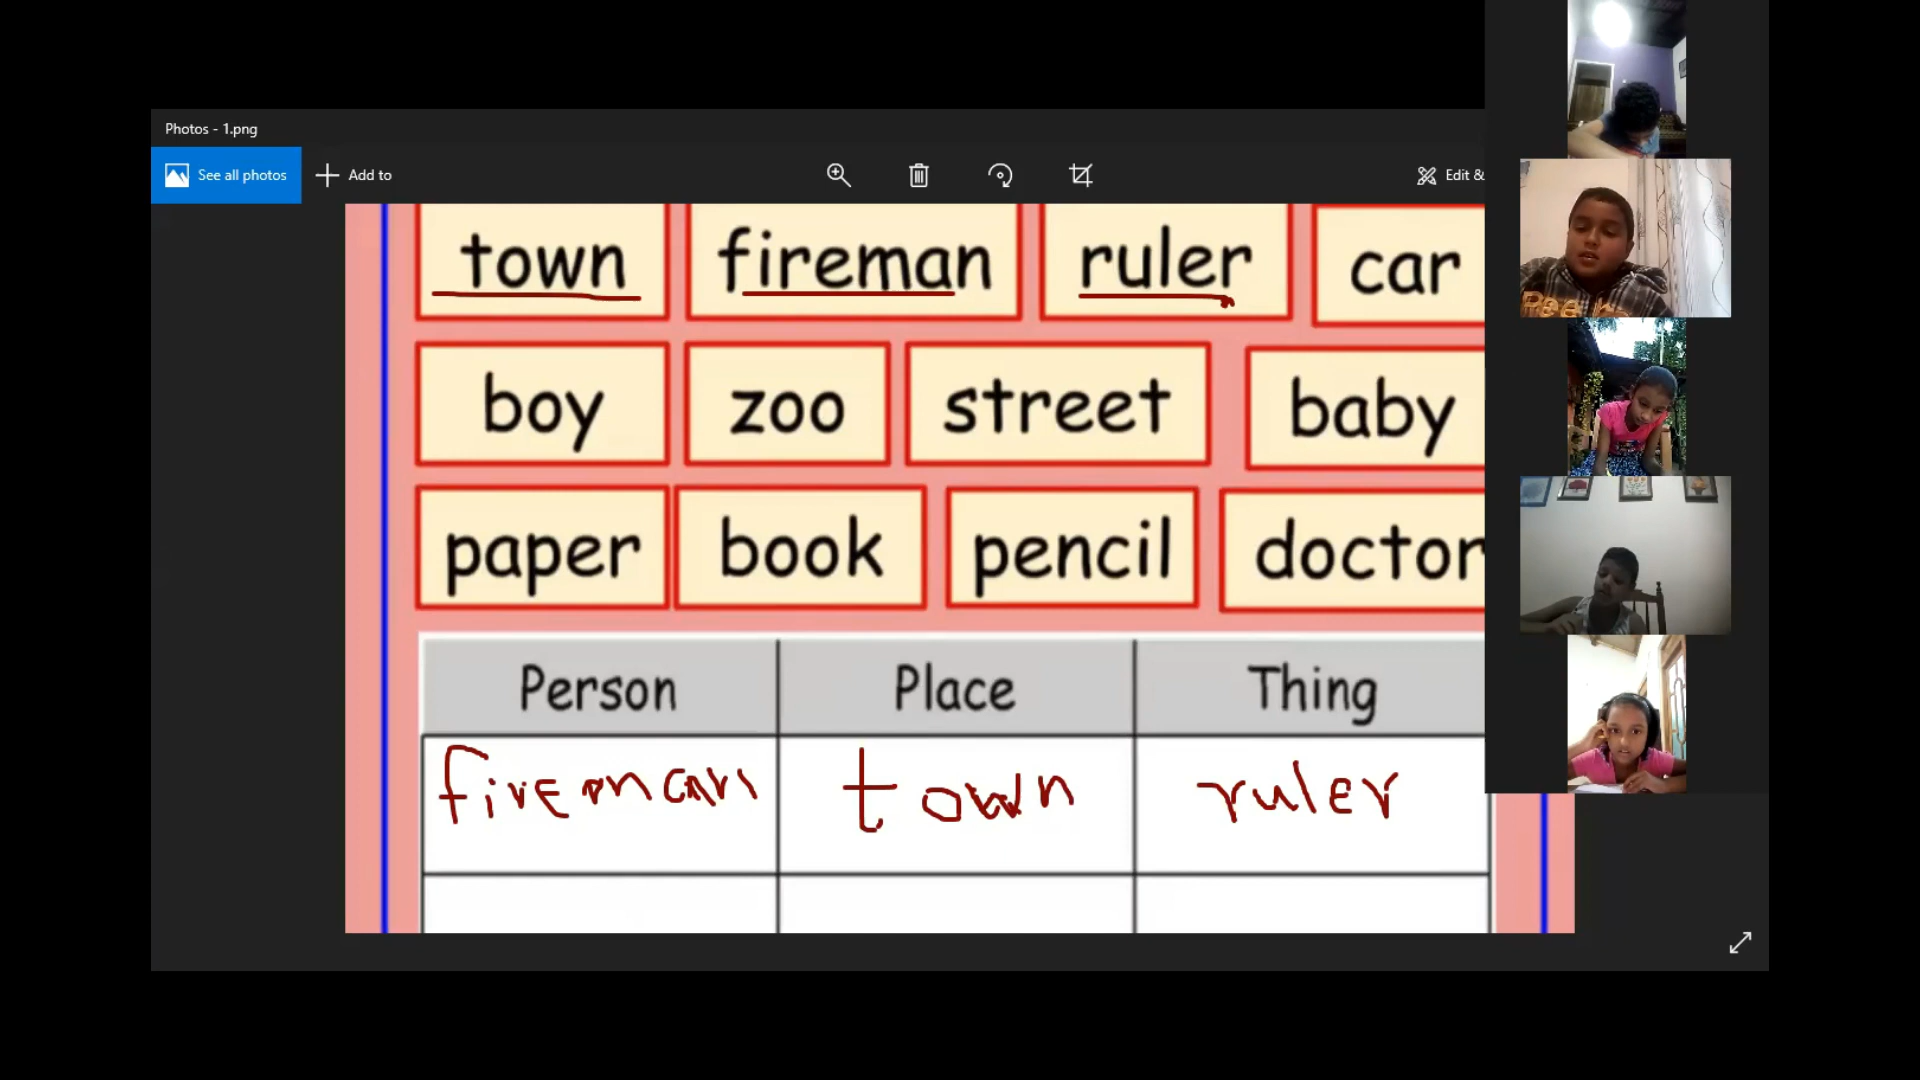 Photos - 1.png
See all photos
Add to
Edit &
town fireman ruler car
boy zoo street baby
paper book pencil doctor
Person Place Thing
fireman town ruler